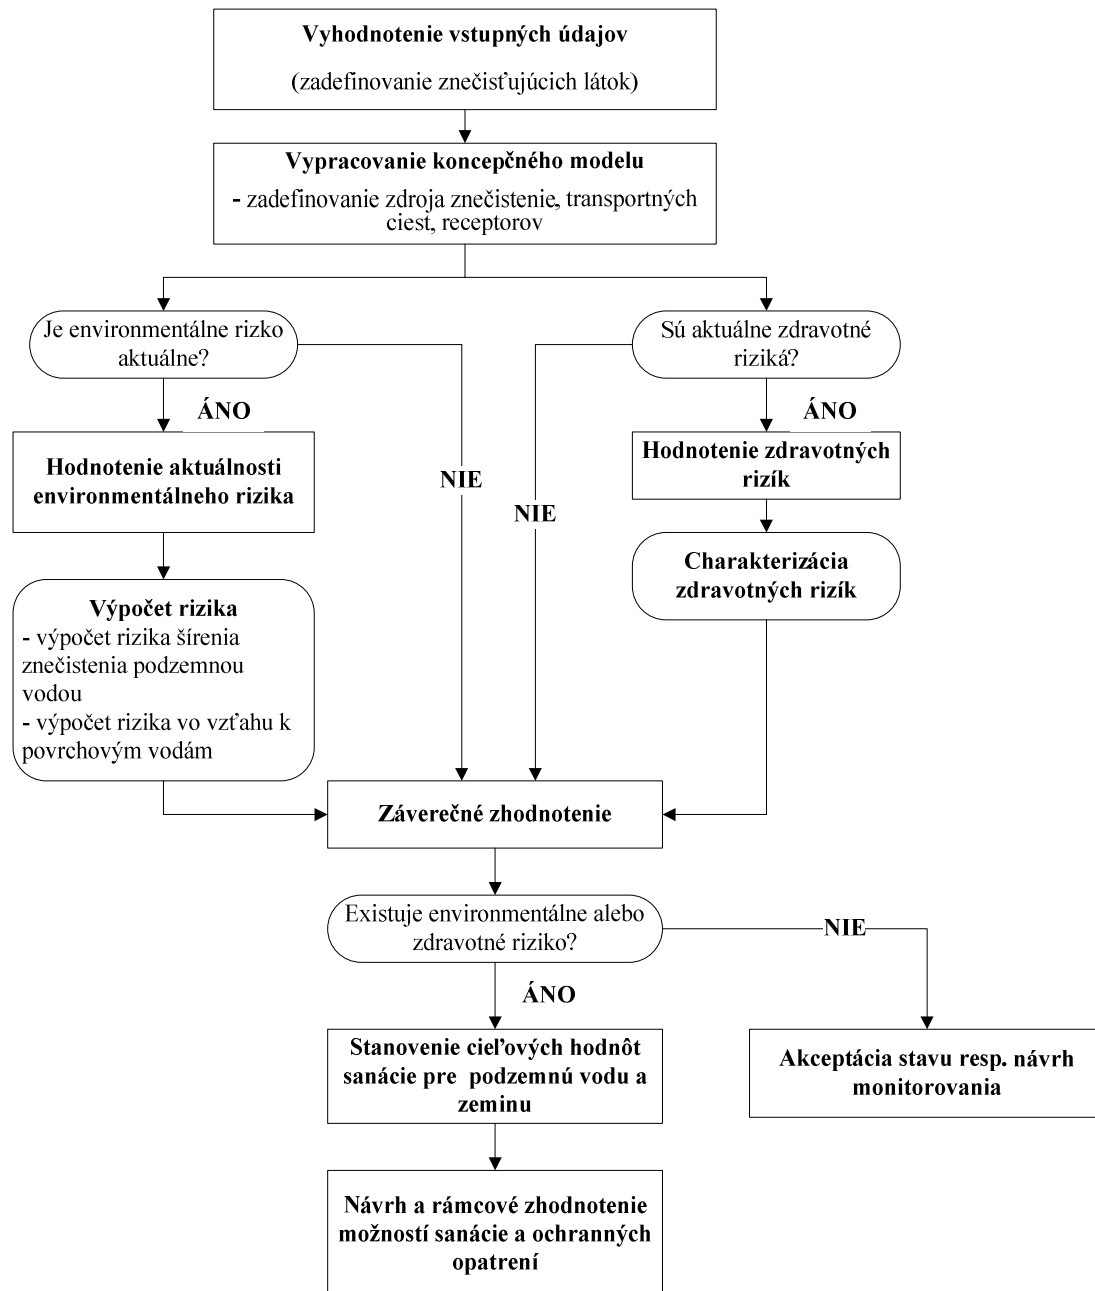 Vyhodnotenie vstupných údajov
(zadefinovanie znečisťujúcich látok)
Vypracovanie koncepčného modelu
- zadefinovanie zdroja znečistenie, transportných
ciest, receptorov
Je environmentálne rizko
aktuálne?
Sú aktuálne zdravotné
riziká?
ÁNO
ÁNO
Hodnotenie aktuálnosti
environmentálneho rizika
NIE
NIE
Hodnotenie zdravotných
rizík
Charakterizácia
zdravotných rizík
Výpočet rizika
- výpočet rizika šírenia
znečistenia podzemnou
vodou
- výpočet rizika vo vzťahu k
povrchovým vodám
Záverečné zhodnotenie
Existuje environmentálne alebo
zdravotné riziko?
NIE
ÁNO
Stanovenie cieľových hodnôt
sanácie pre podzemnú vodu a
zeminu
Akceptácia stavu resp. návrh
monitorovania
Návrh a rámcové zhodnotenie
možností sanácie a ochranných
opatrení